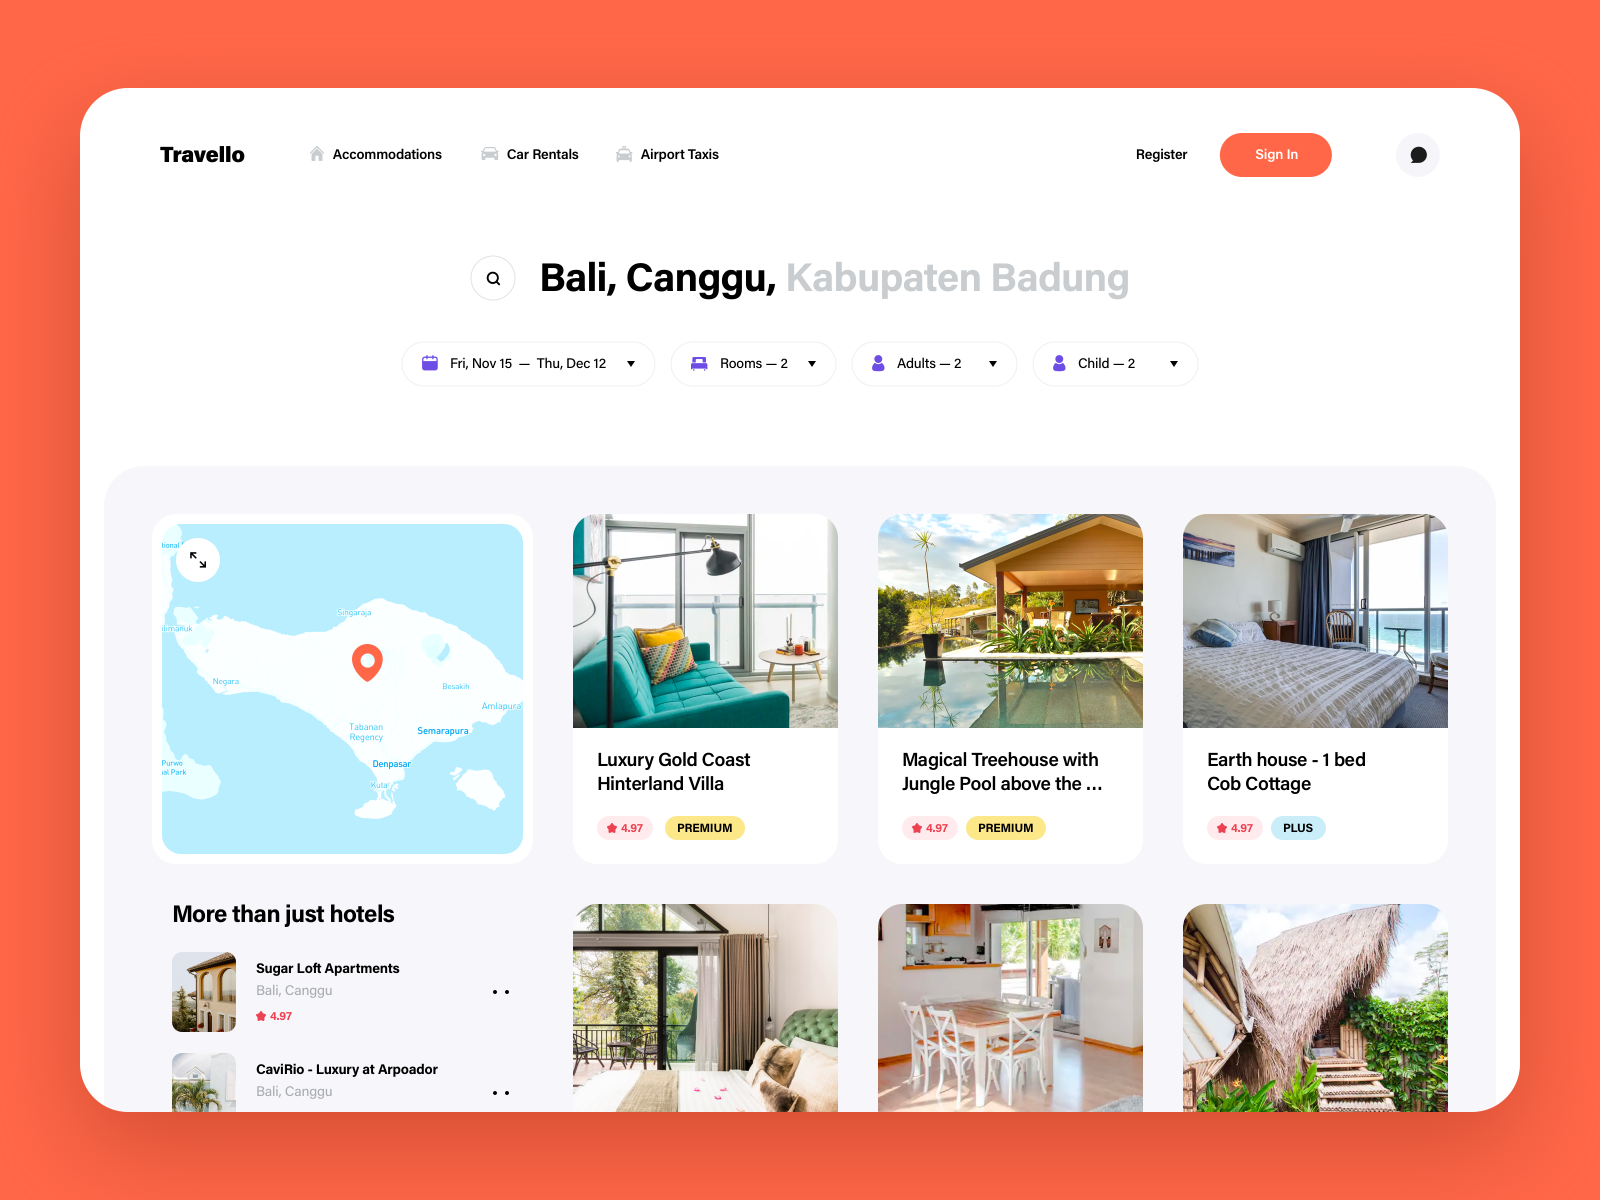 Travello
Accommodations
Car Rentals
Airport Taxis
Register
Sign In
Bali, Canggu, Kabupaten Badung
Fri, Nov 15 — Thu, Dec 12
Rooms — 2
Adults — 2
Child — 2
Singaraja
Negara
Besakih
Amlapura
Tabanan
Regency
Semarapura
Denpasar
Kuta
Purwo
al Park
Luxury Gold Coast
Hinterland Villa
4.97
PREMIUM
Magical Treehouse with
Jungle Pool above the ...
4.97
PREMIUM
Earth house - 1 bed
Cob Cottage
4.97
PLUS
More than just hotels
Sugar Loft Apartments
Bali, Canggu
4.97
CaviRio - Luxury at Arpoador
Bali, Canggu